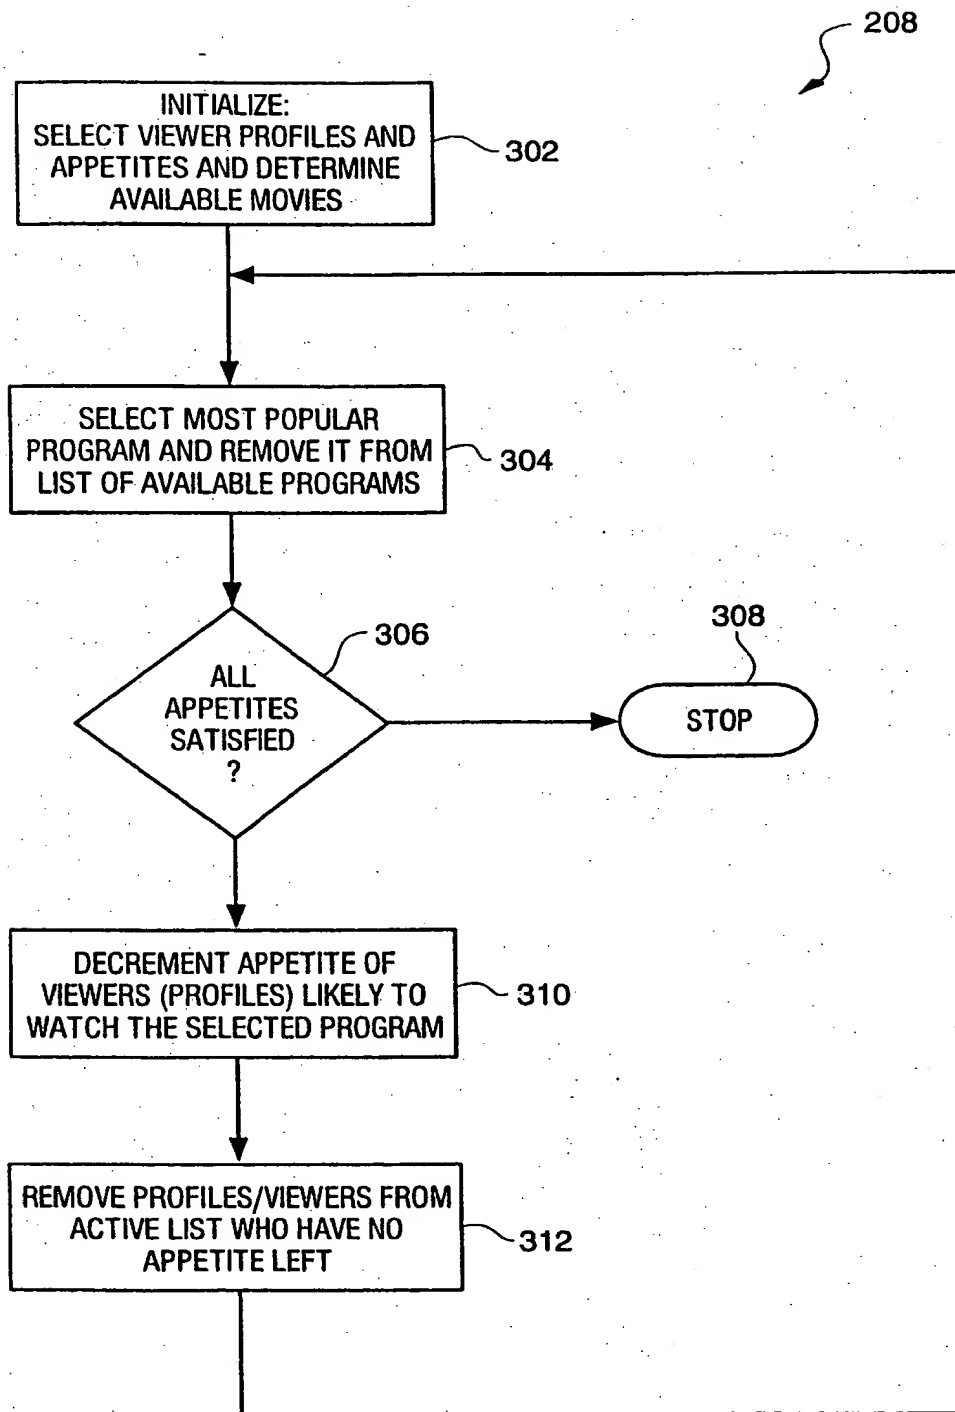 208
INITIALIZE:
SELECT VIEWER PROFILES AND
APPETITES AND DETERMINE
AVAILABLE MOVIES
302
SELECT MOST POPULAR
PROGRAM AND REMOVE IT FROM
LIST OF AVAILABLE PROGRAMS
304
306
ALL
APPETITES
SATISFIED
?
308
STOP
DECREMENT APPETITE OF
VIEWERS (PROFILES) LIKELY TO
WATCH THE SELECTED PROGRAM
310
REMOVE PROFILES/VIEWERS FROM
ACTIVE LIST WHO HAVE NO
APPETITE LEFT
312